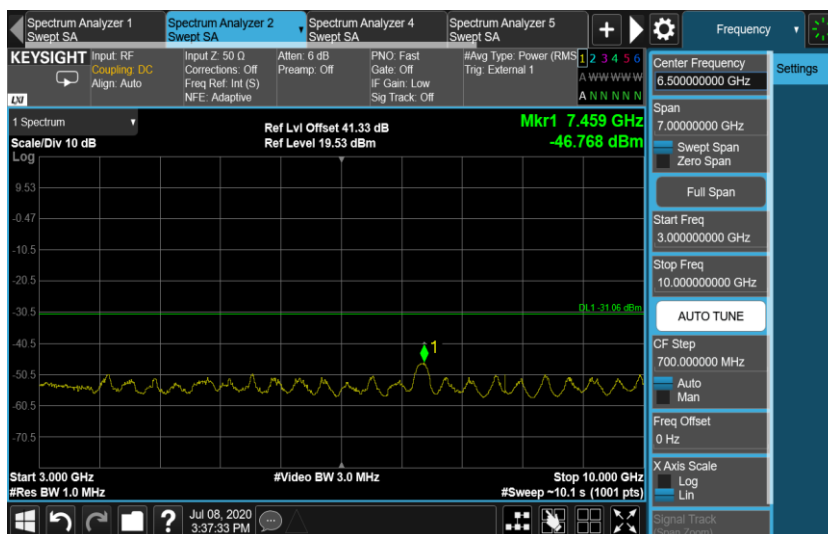 Spectrum Analyzer 1
Swept SA
Spectrum Analyzer 2
Swept SA
Spectrum Analyzer 4
Swept SA
Spectrum Analyzer 5
Swept SA
+
Frequency
KEYSIGHT
LXI
Input: RF
Coupling: DC
Align: Auto
Input Z: 50 Ω
Corrections: Off
Freq Ref: Int (S)
NFE: Adaptive
Atten: 6 dB
Preamp: Off
PNO: Fast
Gate: Off
IF Gain: Low
Sig Track: Off
#Avg Type: Power (RMS
Trig: External 1
1 2 3 4 5 6
A W W W W W
A N N N N N
1 Spectrum
Scale/Div 10 dB
Log
Ref Lvl Offset 41.33 dB
Ref Level 19.53 dBm
Mkr1 7.459 GHz
-46.768 dBm
9.53
-0.47
-10.5
-20.5
-30.5
-40.5
-50.5
-60.5
-70.5
DL1 -31.06 dBm
1
Start 3.000 GHz
#Res BW 1.0 MHz
#Video BW 3.0 MHz
Stop 10.000 GHz
#Sweep ~10.1 s (1001 pts)
?
Jul 08, 2020
3:37:33 PM
Settings
Center Frequency
6.500000000 GHz
Span
7.00000000 GHz
Swept Span
Zero Span
Full Span
Start Freq
3.000000000 GHz
Stop Freq
10.000000000 GHz
AUTO TUNE
CF Step
700.000000 MHz
Auto
Man
Freq Offset
0 Hz
X Axis Scale
Log
Lin
Signal Track
(Span Zoom)